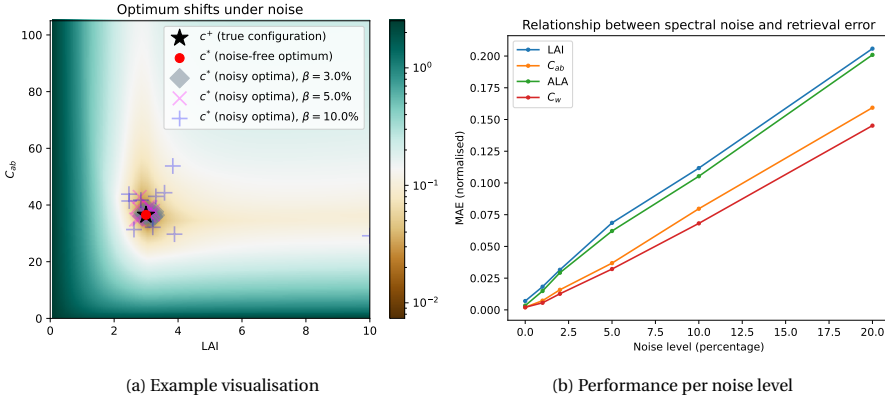 Optimum shifts under noise
c⁺ (true configuration)
c* (noise-free optimum)
c* (noisy optima), β = 3.0%
c* (noisy optima), β = 5.0%
c* (noisy optima), β = 10.0%
100
80
60
40
20
0
C_ab
0 2 4 6 8 10
LAI
10⁰
10⁻¹
10⁻²
(a) Example visualisation
Relationship between spectral noise and retrieval error
LAI
C_ab
ALA
C_w
0.200
0.175
0.150
0.125
0.100
0.075
0.050
0.025
0.000
MAE (normalised)
0.0 2.5 5.0 7.5 10.0 12.5 15.0 17.5 20.0
Noise level (percentage)
(b) Performance per noise level